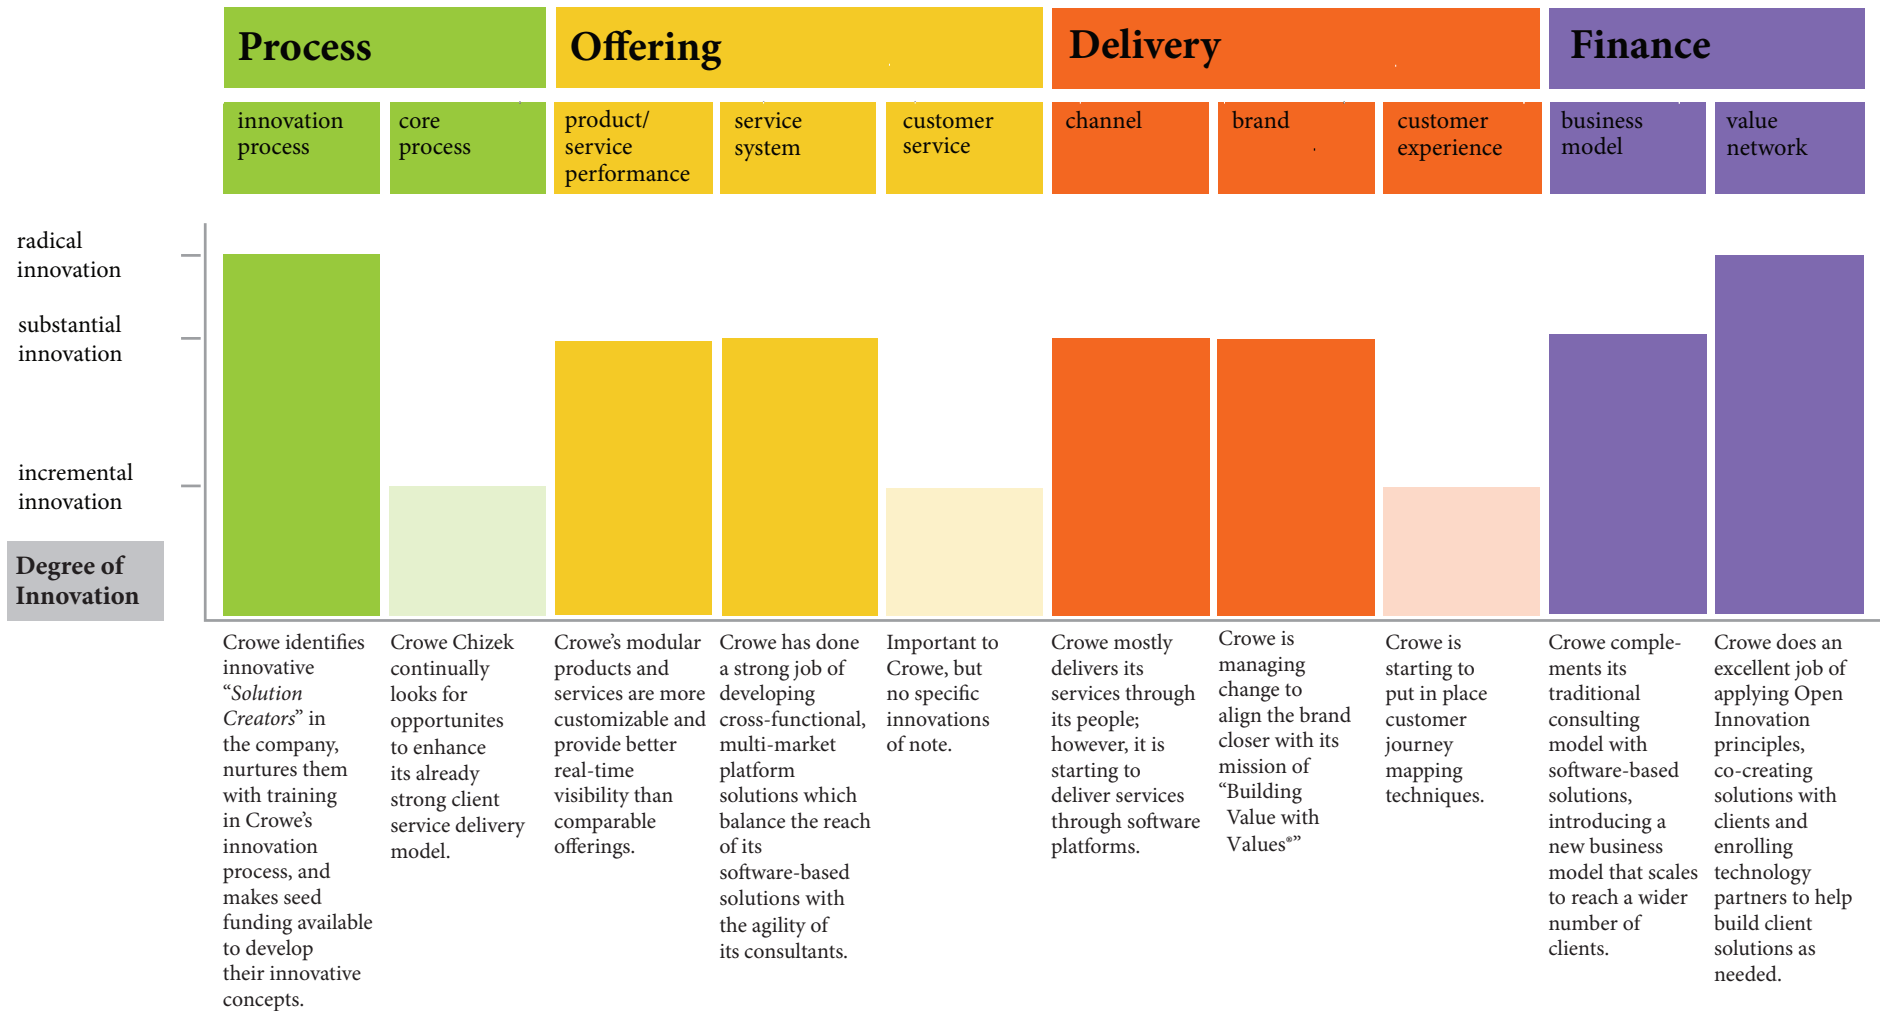 Process
Offering
Delivery
Finance
innovation
process
core
process
product/
service
performance
service
system
customer
service
channel
brand
customer
experience
business
model
value
network
radical
innovation
substantial
innovation
incremental
innovation
Degree of
Innovation
Crowe identifies
innovative
“Solution
Creators” in
the company,
nurtures them
with training
in Crowe’s
innovation
process, and
makes seed
funding available
to develop
their innovative
concepts.
Crowe Chizek
continually
looks for
opportunites
to enhance
its already
strong client
service delivery
model.
Crowe’s modular
products and
services are more
customizable and
provide better
real-time
visibility than
comparable
offerings.
Crowe has done
a strong job of
developing
cross-functional,
multi-market
platform
solutions which
balance the reach
of its
software-based
solutions with
the agility of
its consultants.
Important to
Crowe, but
no specific
innovations
of note.
Crowe mostly
delivers its
services through
its people;
however, it is
starting to
deliver services
through software
platforms.
Crowe is
managing
change to
align the brand
closer with its
mission of
“Building
Value with
Values®”
Crowe is
starting to
put in place
customer
journey
mapping
techniques.
Crowe comple-
ments its
traditional
consulting
model with
software-based
solutions,
introducing a
new business
model that scales
to reach a wider
number of
clients.
Crowe does an
excellent job of
applying Open
Innovation
principles,
co-creating
solutions with
clients and
enrolling
technology
partners to help
build client
solutions as
needed.